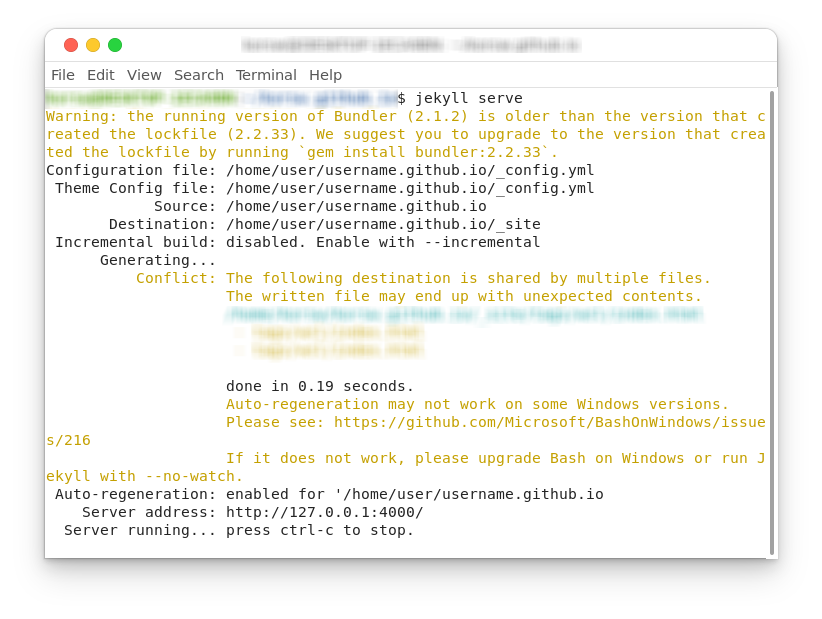 File Edit View Search Terminal Help
$ jekyll serve
Warning: the running version of Bundler (2.1.2) is older than the version that c
reated the lockfile (2.2.33). We suggest you to upgrade to the version that crea
ted the lockfile by running `gem install bundler:2.2.33`.
Configuration file: /home/user/username.github.io/_config.yml
Theme Config file: /home/user/username.github.io/_config.yml
Source: /home/user/username.github.io
Destination: /home/user/username.github.io/_site
Incremental build: disabled. Enable with --incremental
Generating...
Conflict: The following destination is shared by multiple files.
The written file may end up with unexpected contents.
done in 0.19 seconds.
Auto-regeneration may not work on some Windows versions.
Please see: https://github.com/Microsoft/BashOnWindows/issue
s/216
If it does not work, please upgrade Bash on Windows or run J
ekyll with --no-watch.
Auto-regeneration: enabled for '/home/user/username.github.io
Server address: http://127.0.0.1:4000/
Server running... press ctrl-c to stop.